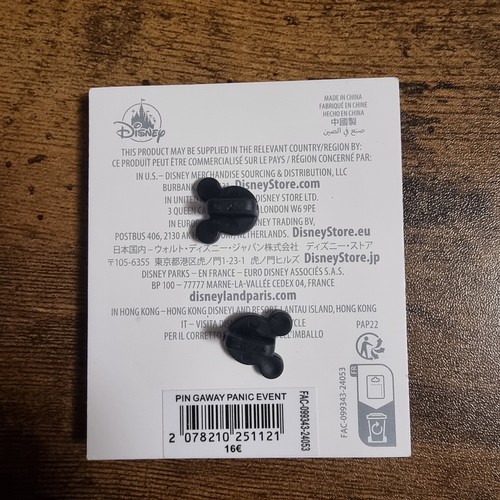 Disney
MADE IN CHINA
FABRIQUÉ EN CHINE
HECHO EN CHINA
中國製
صنع في الصين
THIS PRODUCT MAY BE SUPPLIED IN THE RELEVANT COUNTRY/REGION BY:
CE PRODUIT PEUT ÊTRE COMMERCIALISÉ SUR LE PAYS / RÉGION CONCERNÉ PAR:
IN U.S. – DISNEY MERCHANDISE SOURCING & DISTRIBUTION, LLC
DisneyStore.com
IN UNITED
3 QUEEN LONDON W6 9PE
IN EUROP DISNEY TRADING BV,
POSTBUS 406, 2130 AK NETHERLANDS. DisneyStore.eu
日本国内 – ウォルト・ディズニー・ジャパン株式会社 ディズニー・ストア
〒105-6355 東京都港区虎ノ門1-23-1 虎ノ門ヒルズ DisneyStore.jp
DISNEY PARKS – EN FRANCE – EURO DISNEY ASSOCIÉS S.A.S.
BP 100 – 77777 MARNE-LA-VALLÉE CEDEX 04, FRANCE
disneylandparis.com
IN HONG KONG – HONG KONG DISNEYLAND RESORT, LANTAU ISLAND, HONG KONG
IT – VISITA
PER IL CORRETTO DELL'IMBALLO
PAP22
FR
FAC-099343-24053
PIN GAWAY PANIC EVENT
2 078210 251121
16€
FAC-099343-24053